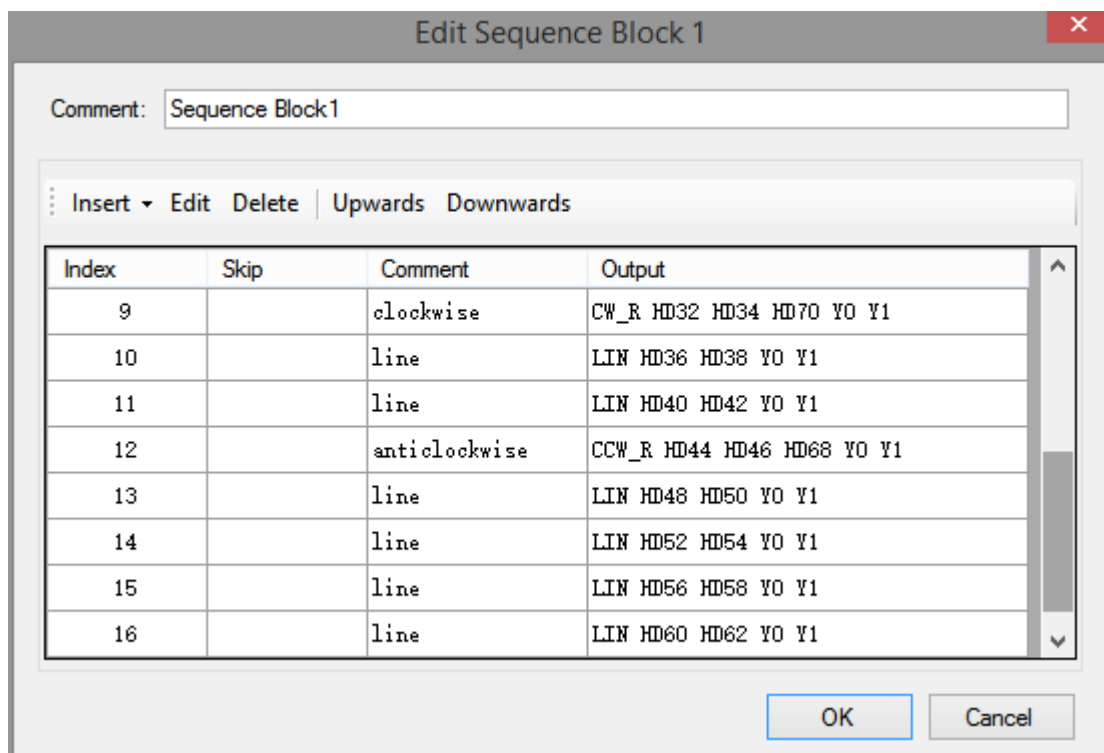 Edit Sequence Block 1
Comment: Sequence Block1
Insert Edit Delete Upwards Downwards
Index Skip Comment Output
9 clockwise CW_R HD32 HD34 HD70 Y0 Y1
10 line LIN HD36 HD38 Y0 Y1
11 line LIN HD40 HD42 Y0 Y1
12 anticlockwise CCW_R HD44 HD46 HD68 Y0 Y1
13 line LIN HD48 HD50 Y0 Y1
14 line LIN HD52 HD54 Y0 Y1
15 line LIN HD56 HD58 Y0 Y1
16 line LIN HD60 HD62 Y0 Y1
OK Cancel